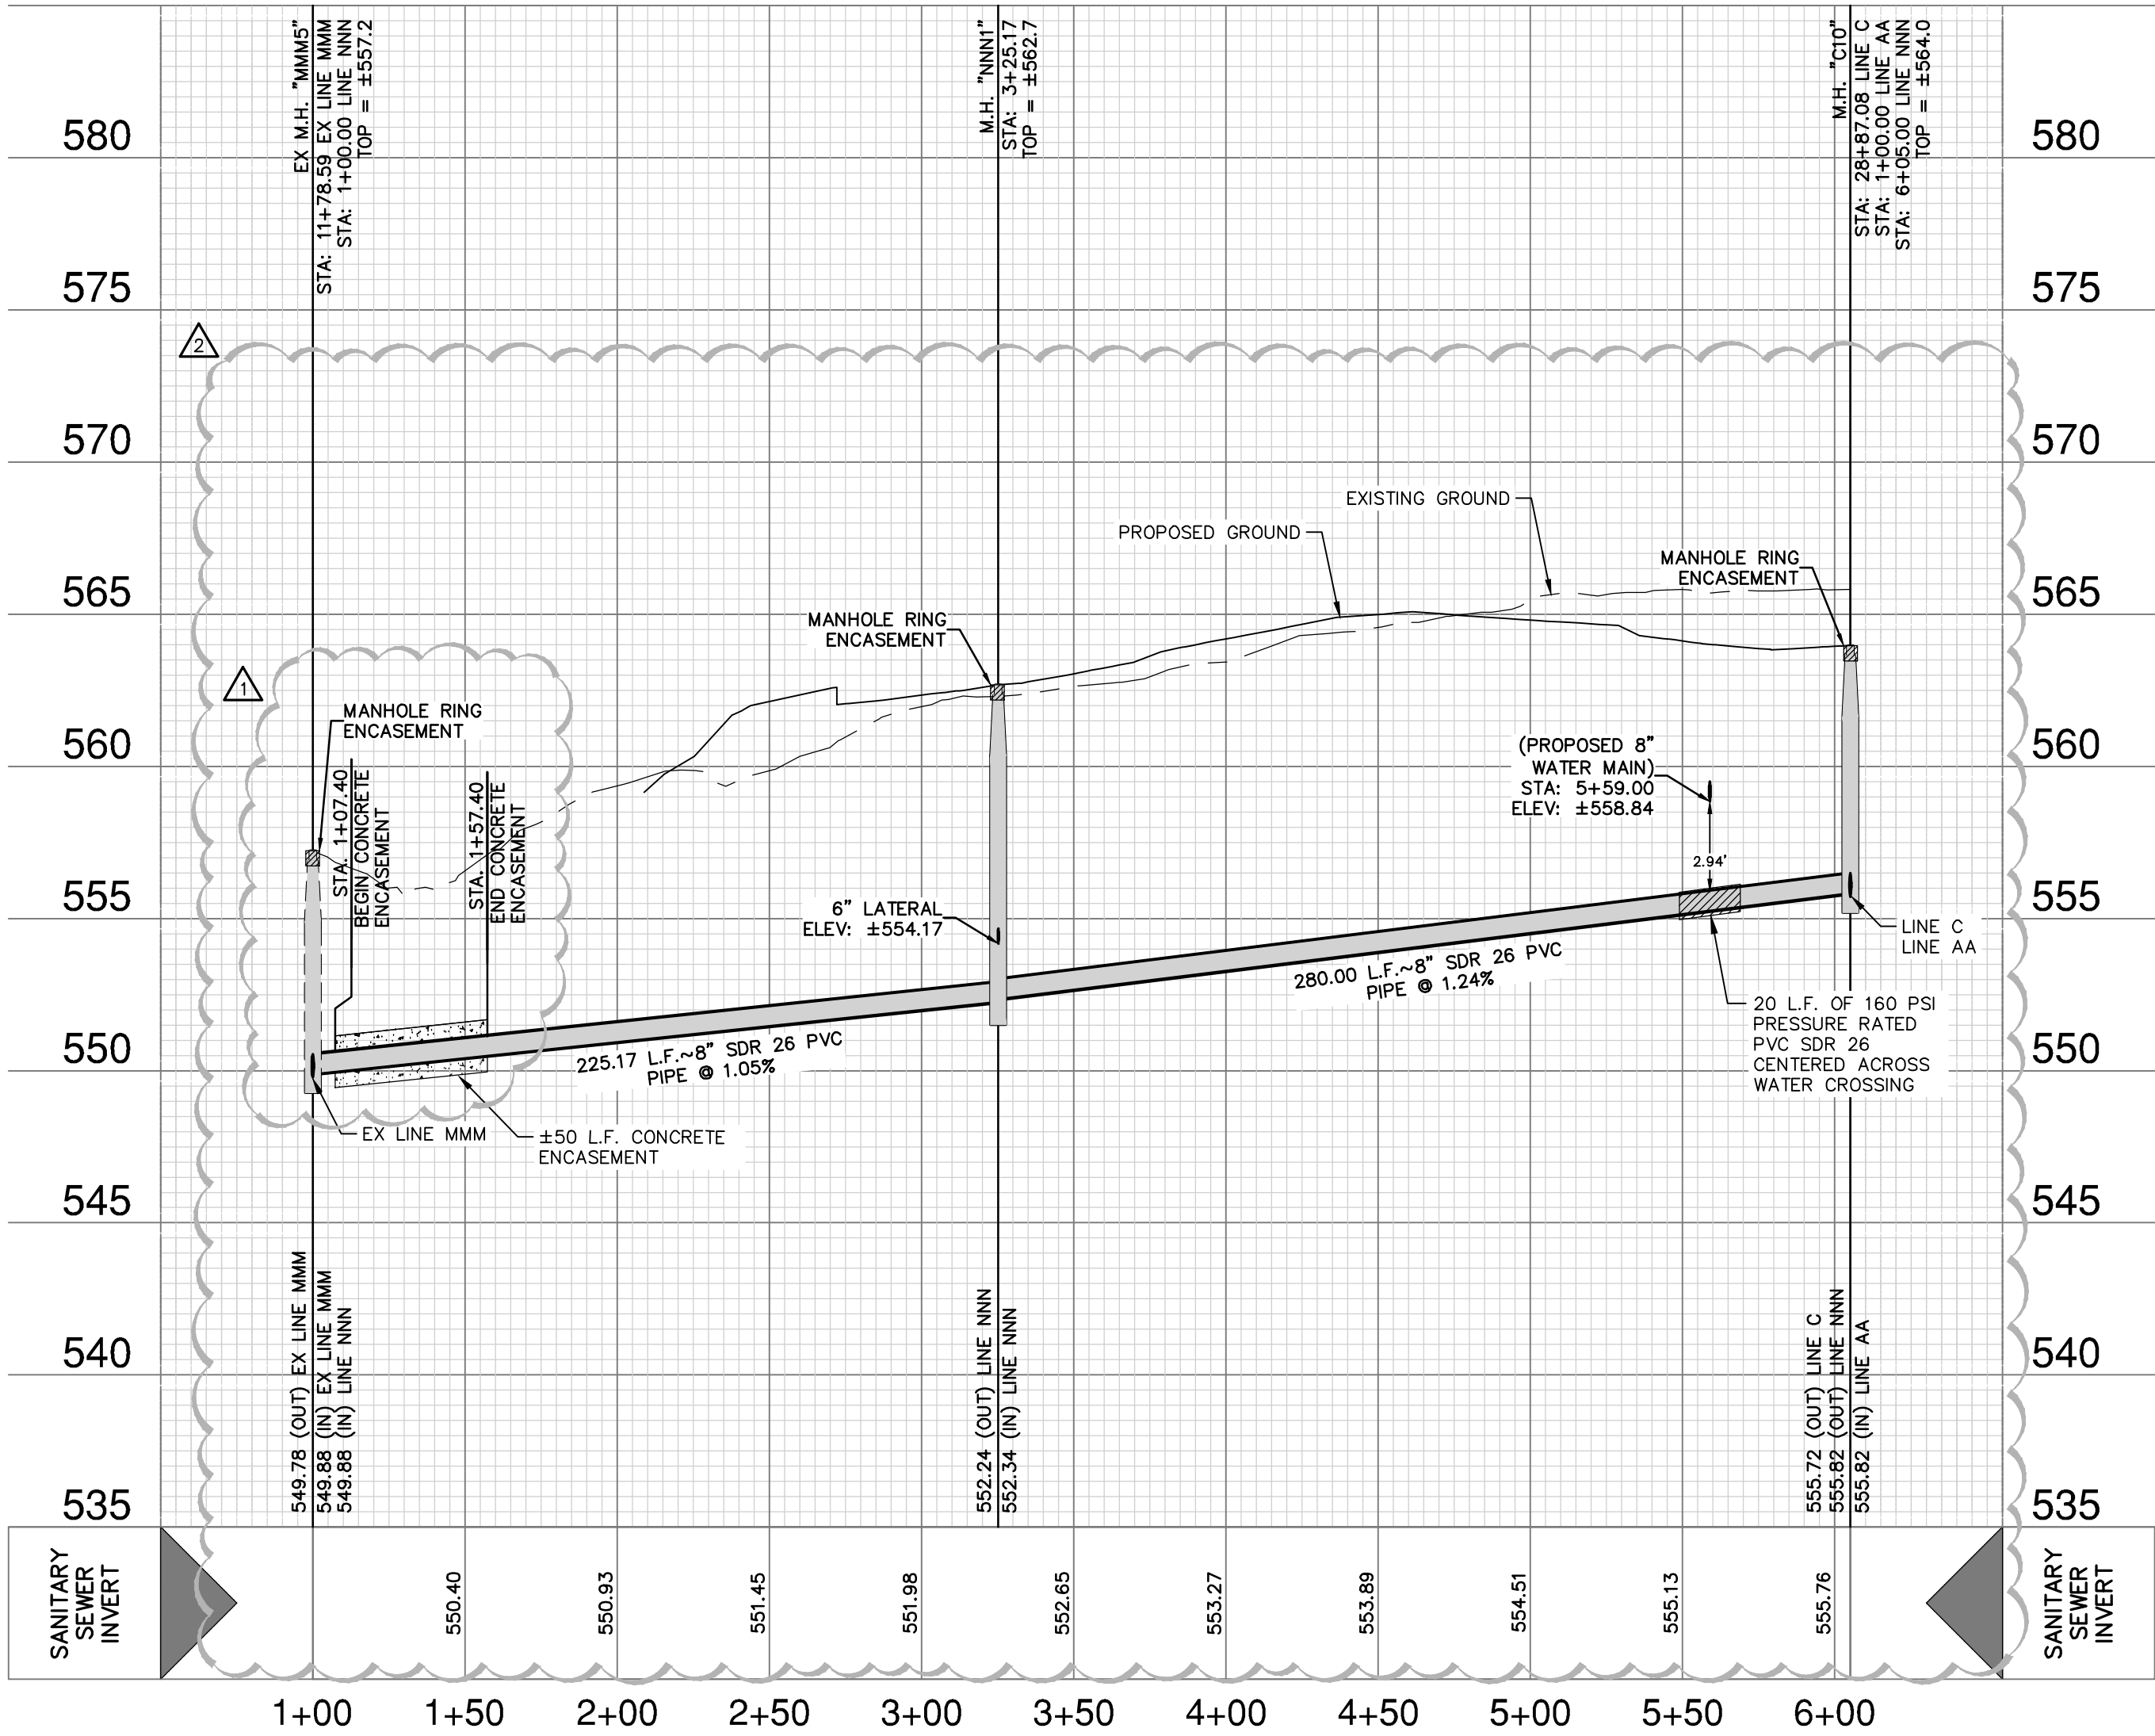 EX M.H. "MMM5"
STA: 11+78.59 EX LINE MMM
STA: 1+00.00 LINE NNN
TOP = ±557.2
M.H. "NNN1"
STA: 3+25.17
TOP = ±562.7
M.H. "C10"
STA: 28+87.08 LINE C
STA: 1+00.00 LINE AA
STA: 6+05.00 LINE NNN
TOP = ±564.0
580
580
575
575
2
570
570
EXISTING GROUND
PROPOSED GROUND
MANHOLE RING
ENCASEMENT
565
565
MANHOLE RING
ENCASEMENT
1
MANHOLE RING
ENCASEMENT
560
560
(PROPOSED 8"
WATER MAIN)
STA: 5+59.00
ELEV: ±558.84
STA. 1+07.40
BEGIN CONCRETE
ENCASEMENT
STA. 1+57.40
END CONCRETE
ENCASEMENT
2.94'
555
555
6" LATERAL
ELEV: ±554.17
LINE C
LINE AA
280.00 L.F.~8" SDR 26 PVC
PIPE @ 1.24%
20 L.F. OF 160 PSI
PRESSURE RATED
PVC SDR 26
CENTERED ACROSS
WATER CROSSING
550
550
225.17 L.F.~8" SDR 26 PVC
PIPE @ 1.05%
EX LINE MMM
±50 L.F. CONCRETE
ENCASEMENT
545
545
540
540
535
535
549.78 (OUT) EX LINE MMM
549.88 (IN) EX LINE MMM
549.88 (IN) LINE NNN
552.24 (OUT) LINE NNN
552.34 (IN) LINE NNN
555.72 (OUT) LINE C
555.82 (OUT) LINE NNN
555.82 (IN) LINE AA
SANITARY
SEWER
INVERT
550.40
550.93
551.45
551.98
552.65
553.27
553.89
554.51
555.13
555.76
SANITARY
SEWER
INVERT
1+00
1+50
2+00
2+50
3+00
3+50
4+00
4+50
5+00
5+50
6+00